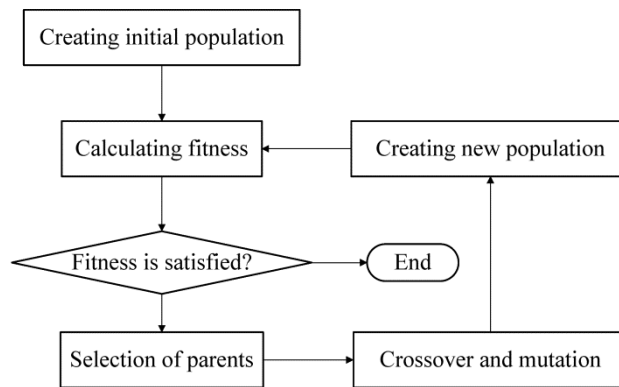 Creating initial population
Calculating fitness
Creating new population
Fitness is satisfied?
End
Selection of parents
Crossover and mutation